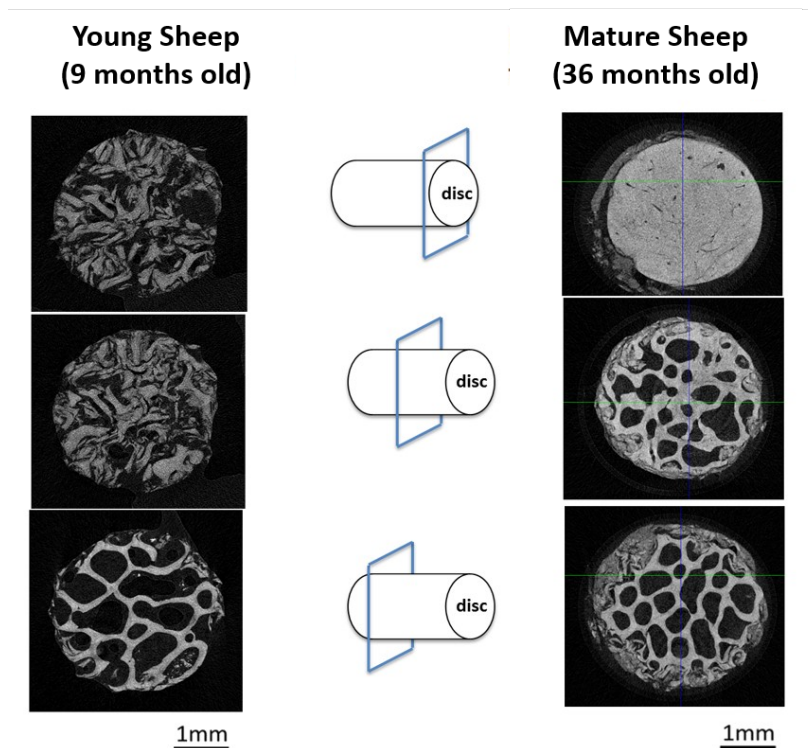 Young Sheep
(9 months old)
Mature Sheep
(36 months old)
disc
disc
disc
1mm
1mm